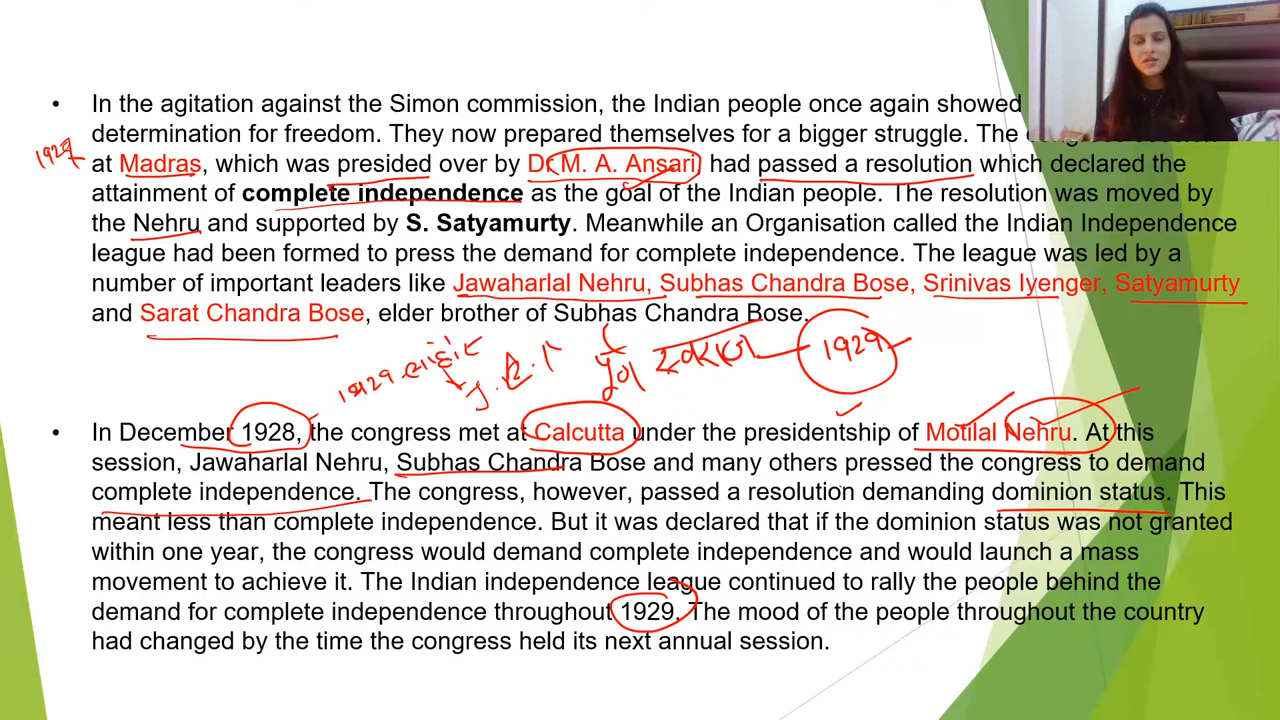 • In the agitation against the Simon commission, the Indian people once again showed
determination for freedom. They now prepared themselves for a bigger struggle. The
1927 at Madras, which was presided over by Dr M. A. Ansari, had passed a resolution which declared the
attainment of complete independence as the goal of the Indian people. The resolution was moved by
the Nehru and supported by S. Satyamurty. Meanwhile an Organisation called the Indian Independence
league had been formed to press the demand for complete independence. The league was led by a
number of important leaders like Jawaharlal Nehru, Subhas Chandra Bose, Srinivas Iyenger, Satyamurty
and Sarat Chandra Bose, elder brother of Subhas Chandra Bose.
1929
1929
• In December 1928, the congress met at Calcutta under the presidentship of Motilal Nehru. At this
session, Jawaharlal Nehru, Subhas Chandra Bose and many others pressed the congress to demand
complete independence. The congress, however, passed a resolution demanding dominion status. This
meant less than complete independence. But it was declared that if the dominion status was not granted
within one year, the congress would demand complete independence and would launch a mass
movement to achieve it. The Indian independence league continued to rally the people behind the
demand for complete independence throughout 1929. The mood of the people throughout the country
had changed by the time the congress held its next annual session.